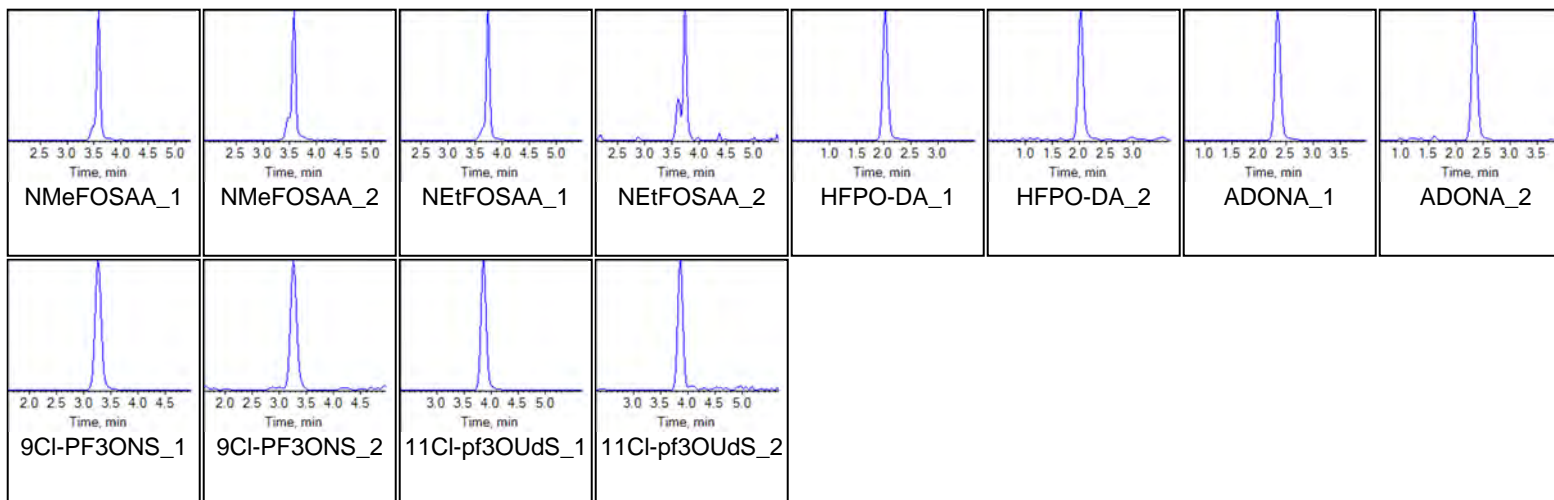 2.5 3.0 3.5 4.0 4.5 5.0
Time, min
NMeFOSAA_1
2.5 3.0 3.5 4.0 4.5 5.0
Time, min
NMeFOSAA_2
2.5 3.0 3.5 4.0 4.5 5.0
Time, min
NEtFOSAA_1
2.5 3.0 3.5 4.0 4.5 5.0
Time, min
NEtFOSAA_2
1.0 1.5 2.0 2.5 3.0
Time, min
HFPO-DA_1
1.0 1.5 2.0 2.5 3.0
Time, min
HFPO-DA_2
1.0 1.5 2.0 2.5 3.0 3.5
Time, min
ADONA_1
1.0 1.5 2.0 2.5 3.0 3.5
Time, min
ADONA_2
2.0 2.5 3.0 3.5 4.0 4.5
Time, min
9Cl-PF3ONS_1
2.0 2.5 3.0 3.5 4.0 4.5
Time, min
9Cl-PF3ONS_2
3.0 3.5 4.0 4.5 5.0
Time, min
11Cl-pf3OUdS_1
3.0 3.5 4.0 4.5 5.0
Time, min
11Cl-pf3OUdS_2